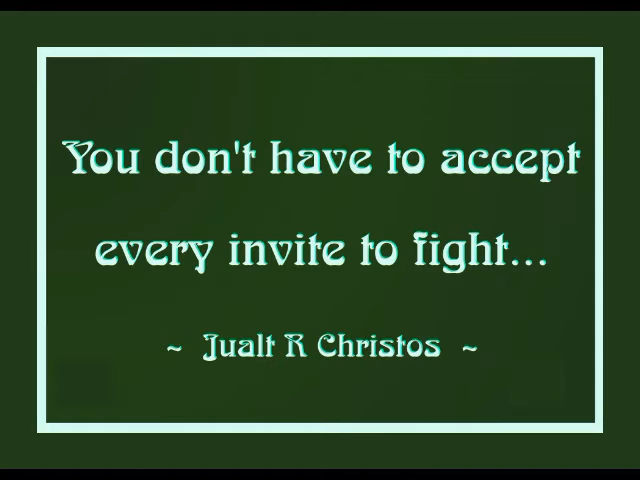 You don't have to accept
every invite to fight...
~ Jualt R Christos ~